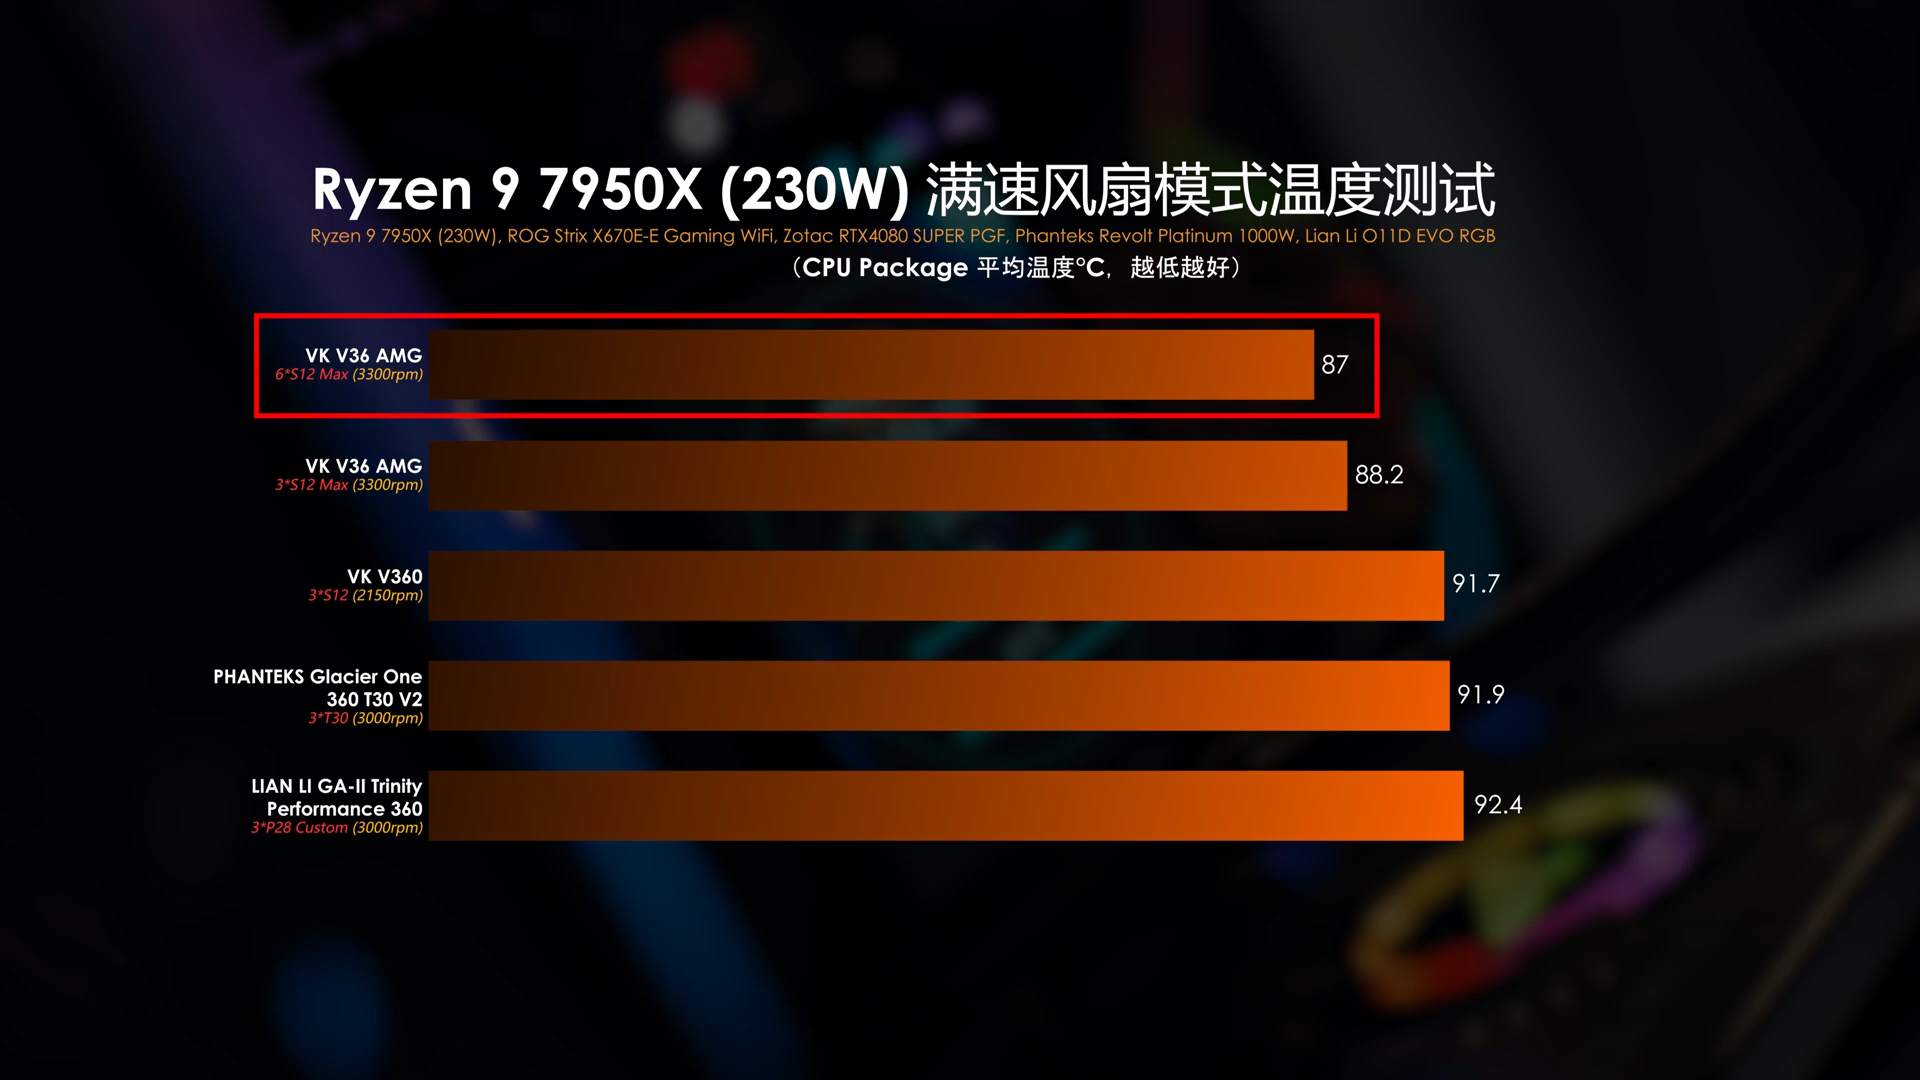 Ryzen 9 7950X (230W) 满速风扇模式温度测试
Ryzen 9 7950X (230W), ROG Strix X670E-E Gaming WiFi, Zotac RTX4080 SUPER PGF, Phanteks Revolt Platinum 1000W, Lian Li O11D EVO RGB
（CPU Package 平均温度°C，越低越好）
VK V36 AMG
6*S12 Max (3300rpm)
87
VK V36 AMG
3*S12 Max (3300rpm)
88.2
VK V360
3*S12 (2150rpm)
91.7
PHANTEKS Glacier One
360 T30 V2
3*T30 (3000rpm)
91.9
LIAN LI GA-II Trinity
Performance 360
3*P28 Custom (3000rpm)
92.4